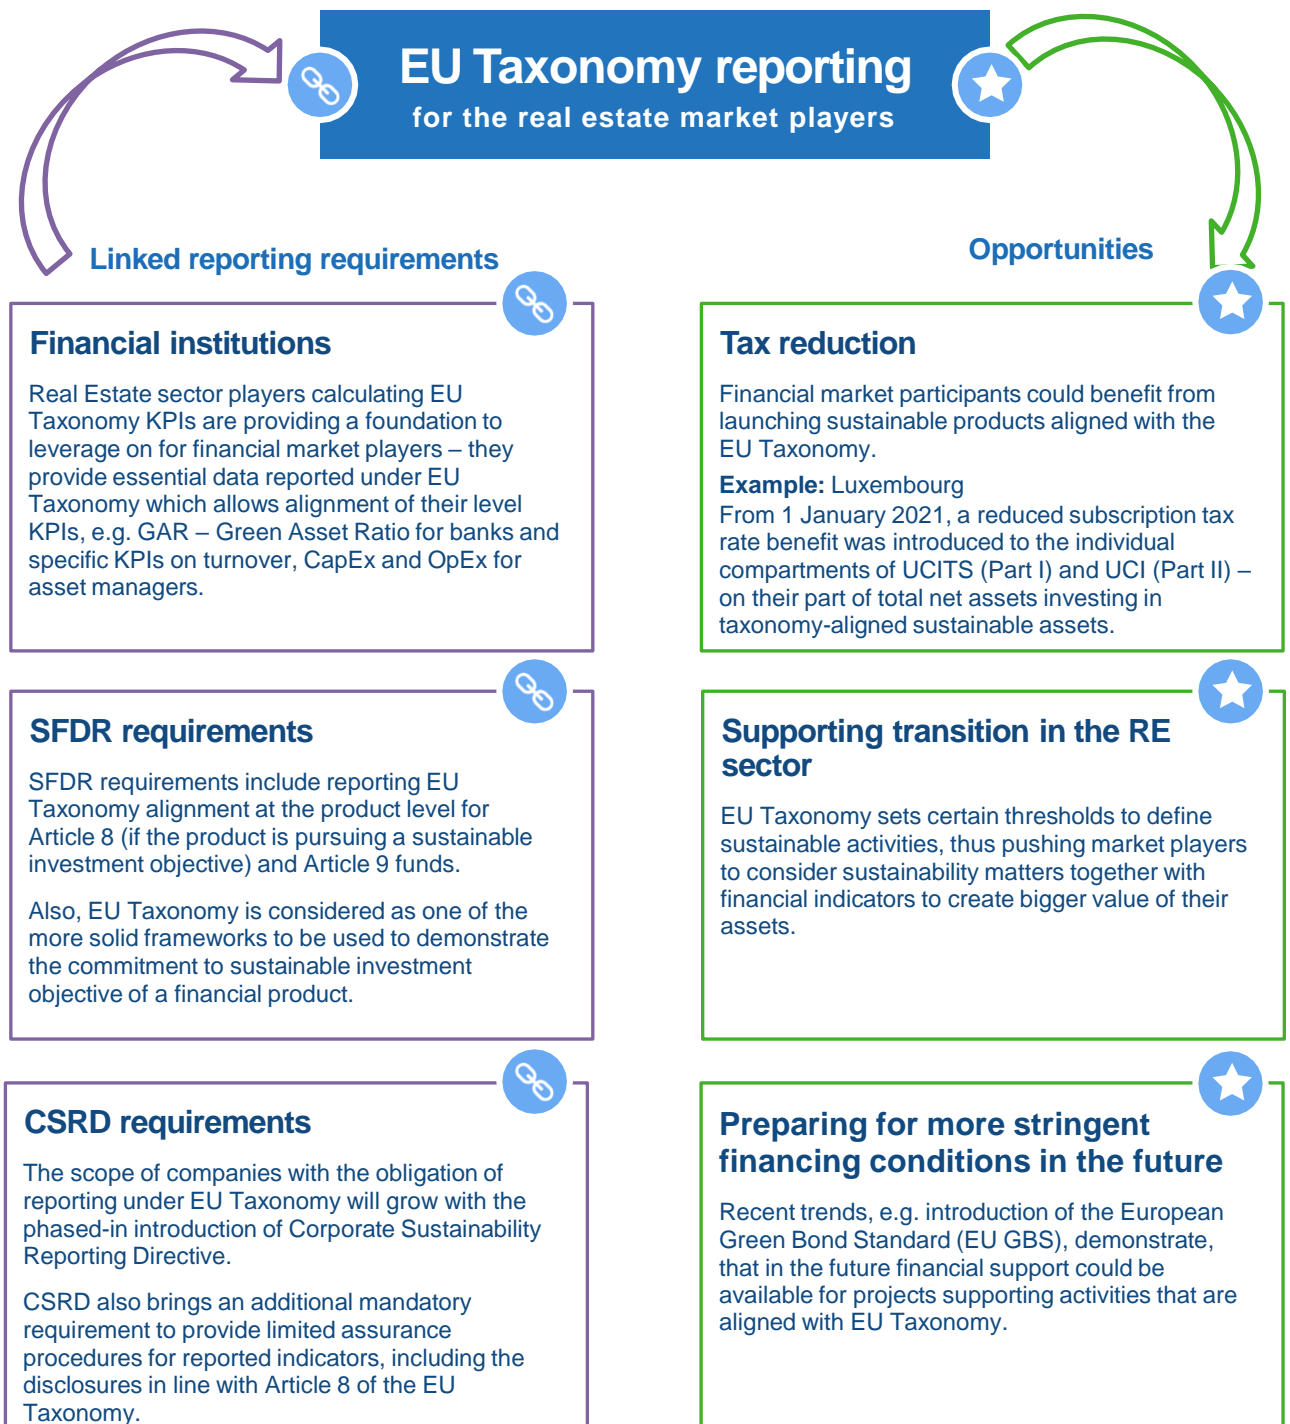 EU Taxonomy reporting
for the real estate market players
Linked reporting requirements
Financial institutions
Real Estate sector players calculating EU
Taxonomy KPIs are providing a foundation to
leverage on for financial market players – they
provide essential data reported under EU
Taxonomy which allows alignment of their level
KPIs, e.g. GAR – Green Asset Ratio for banks and
specific KPIs on turnover, CapEx and OpEx for
asset managers.
SFDR requirements
SFDR requirements include reporting EU
Taxonomy alignment at the product level for
Article 8 (if the product is pursuing a sustainable
investment objective) and Article 9 funds.
Also, EU Taxonomy is considered as one of the
more solid frameworks to be used to demonstrate
the commitment to sustainable investment
objective of a financial product.
CSRD requirements
The scope of companies with the obligation of
reporting under EU Taxonomy will grow with the
phased-in introduction of Corporate Sustainability
Reporting Directive.
CSRD also brings an additional mandatory
requirement to provide limited assurance
procedures for reported indicators, including the
disclosures in line with Article 8 of the EU
Taxonomy.
Opportunities
Tax reduction
Financial market participants could benefit from
launching sustainable products aligned with the
EU Taxonomy.
Example: Luxembourg
From 1 January 2021, a reduced subscription tax
rate benefit was introduced to the individual
compartments of UCITS (Part I) and UCI (Part II) –
on their part of total net assets investing in
taxonomy-aligned sustainable assets.
Supporting transition in the RE
sector
EU Taxonomy sets certain thresholds to define
sustainable activities, thus pushing market players
to consider sustainability matters together with
financial indicators to create bigger value of their
assets.
Preparing for more stringent
financing conditions in the future
Recent trends, e.g. introduction of the European
Green Bond Standard (EU GBS), demonstrate,
that in the future financial support could be
available for projects supporting activities that are
aligned with EU Taxonomy.